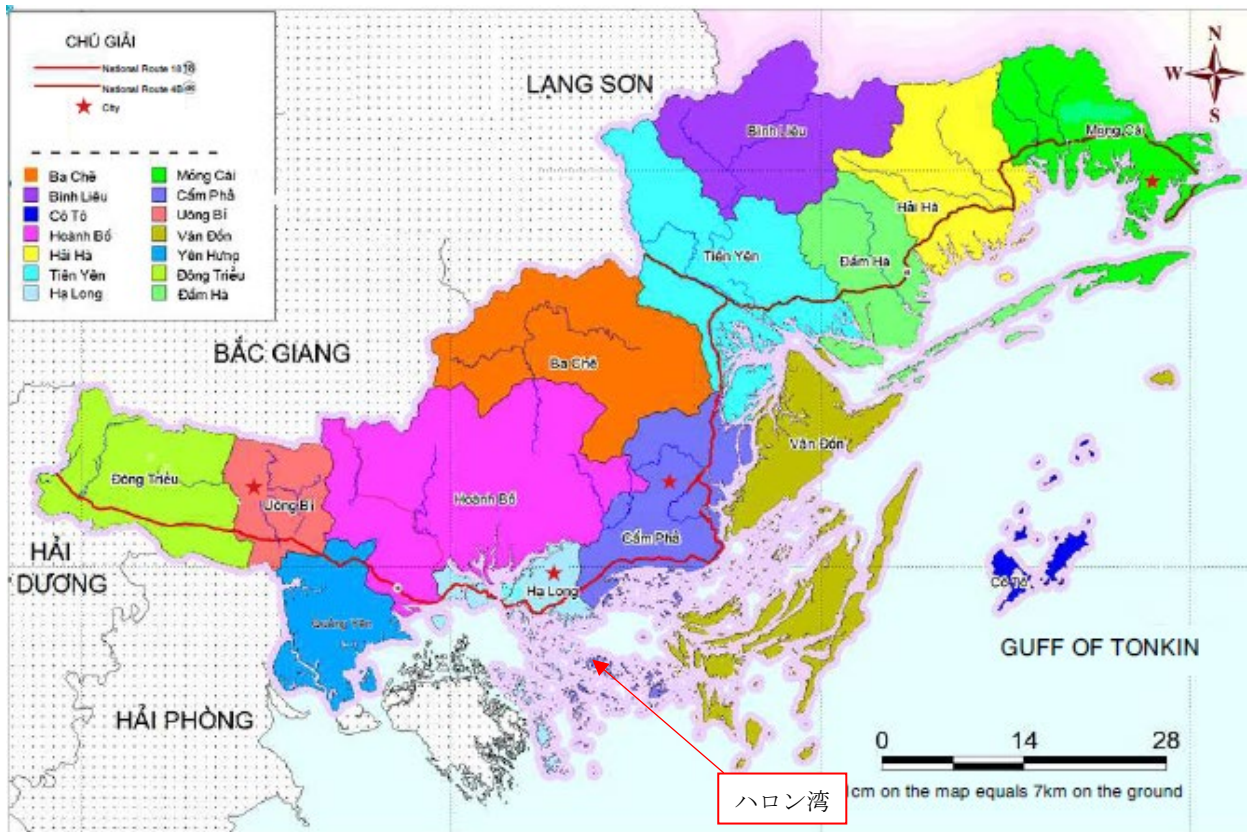 CHÚ GIẢI
National Route 18 18
National Route 4B
City
Ba Chẽ
Bình Liêu
Cô Tô
Hoành Bồ
Hải Hà
Tiên Yên
Hạ Long
Móng Cái
Cẩm Phả
Uông Bí
Vân Đồn
Yên Hưng
Đông Triều
Đầm Hà
N
W
S
LẠNG SƠN
Bình Liêu
Móng Cái
Hải Hà
Tiên Yên
Đầm Hà
BẮC GIANG
Ba Chẽ
Vân Đồn
Đông Triều
Uông Bí
Hoành Bồ
Cẩm Phả
HẢI
DƯƠNG
Hạ Long
Cô Tô
Quảng Yên
GUFF OF TONKIN
HẢI PHÒNG
0 14 28
cm on the map equals 7km on the ground
ハロン湾